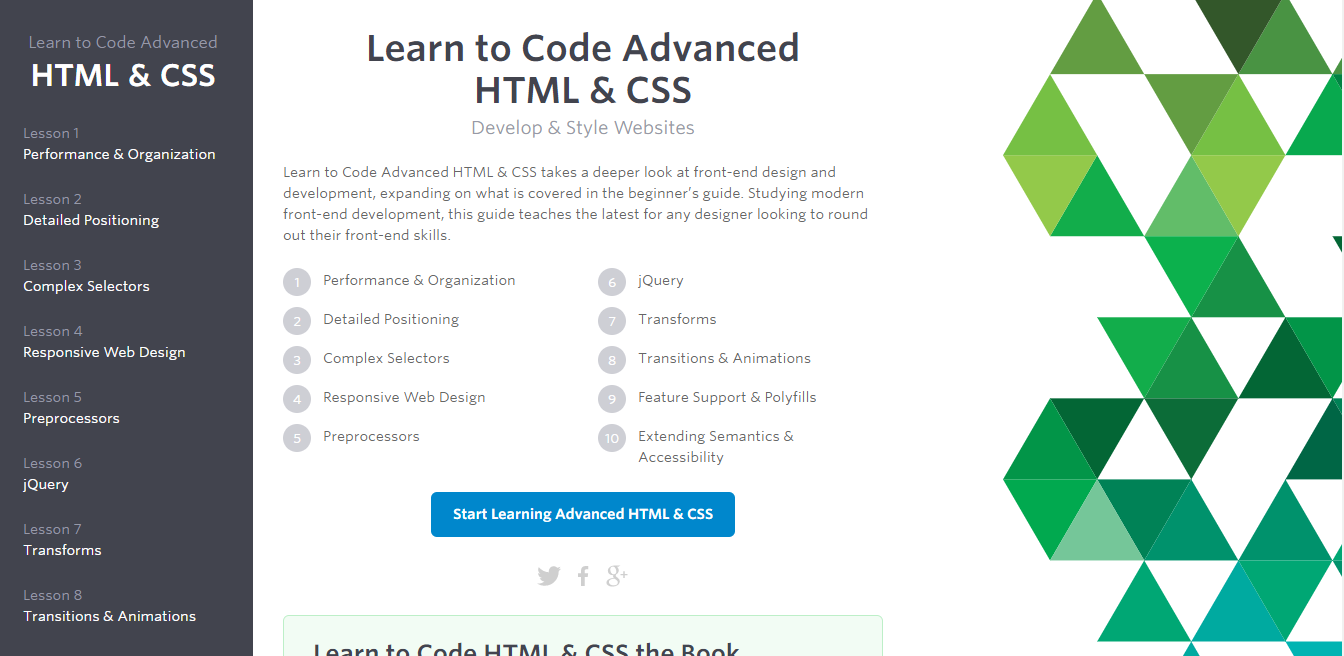 Learn to Code Advanced
HTML & CSS
Lesson 1
Performance & Organization
Lesson 2
Detailed Positioning
Lesson 3
Complex Selectors
Lesson 4
Responsive Web Design
Lesson 5
Preprocessors
Lesson 6
jQuery
Lesson 7
Transforms
Lesson 8
Transitions & Animations
Learn to Code Advanced
HTML & CSS
Develop & Style Websites
Learn to Code Advanced HTML & CSS takes a deeper look at front-end design and
development, expanding on what is covered in the beginner’s guide. Studying modern
front-end development, this guide teaches the latest for any designer looking to round
out their front-end skills.
1 Performance & Organization
2 Detailed Positioning
3 Complex Selectors
4 Responsive Web Design
5 Preprocessors
6 jQuery
7 Transforms
8 Transitions & Animations
9 Feature Support & Polyfills
10 Extending Semantics &
Accessibility
Start Learning Advanced HTML & CSS
g+
Learn to Code HTML & CSS the Book